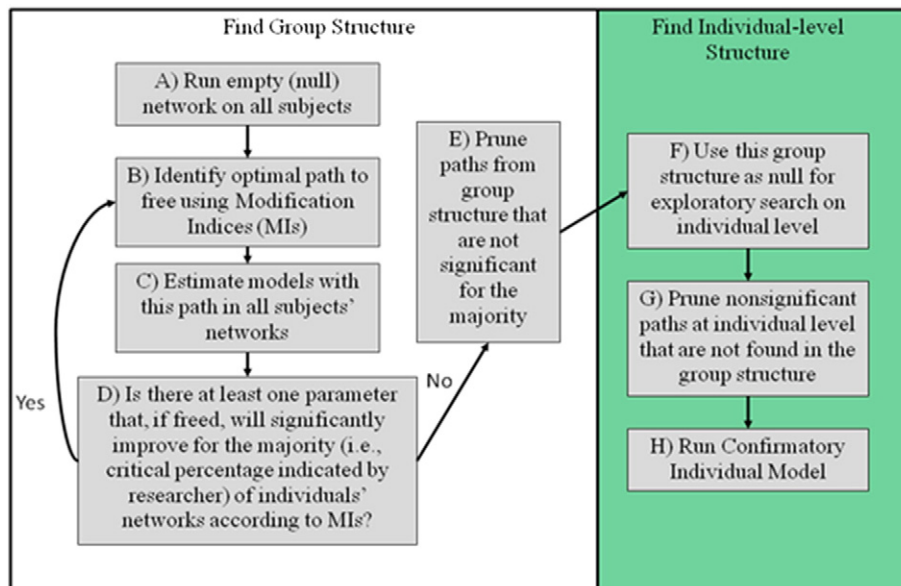 Find Group Structure
A) Run empty (null)
network on all subjects
B) Identify optimal path to
free using Modification
Indices (MIs)
C) Estimate models with
this path in all subjects’
networks
Yes
D) Is there at least one parameter
that, if freed, will significantly
improve for the majority (i.e.,
critical percentage indicated by
researcher) of individuals’
networks according to MIs?
No
E) Prune
paths from
group
structure that
are not
significant
for the
majority
Find Individual-level
Structure
F) Use this group
structure as null for
exploratory search on
individual level
G) Prune nonsignificant
paths at individual level
that are not found in the
group structure
H) Run Confirmatory
Individual Model